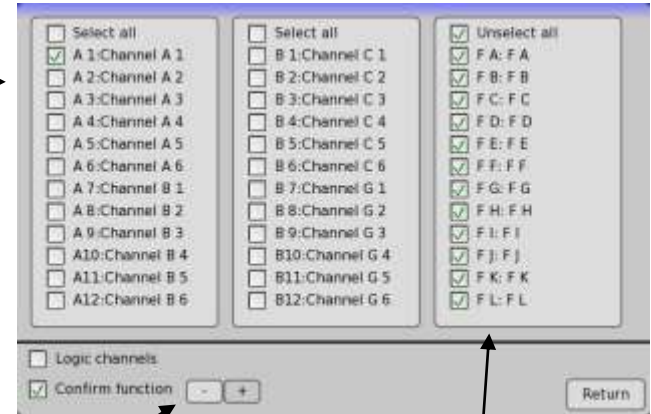 Select all
A 1:Channel A 1
A 2:Channel A 2
A 3:Channel A 3
A 4:Channel A 4
A 5:Channel A 5
A 6:Channel A 6
A 7:Channel B 1
A 8:Channel B 2
A 9:Channel B 3
A10:Channel B 4
A11:Channel B 5
A12:Channel B 6
Select all
B 1:Channel C 1
B 2:Channel C 2
B 3:Channel C 3
B 4:Channel C 4
B 5:Channel C 5
B 6:Channel C 6
B 7:Channel G 1
B 8:Channel G 2
B 9:Channel G 3
B10:Channel G 4
B11:Channel G 5
B12:Channel G 6
Unselect all
F A: F A
F B: F B
F C: F C
F D: F D
F E: F E
F F: F F
F G: F G
F H: F H
F I: F I
F J: F J
F K: F K
F L: F L
Logic channels
Confirm function - +
Return